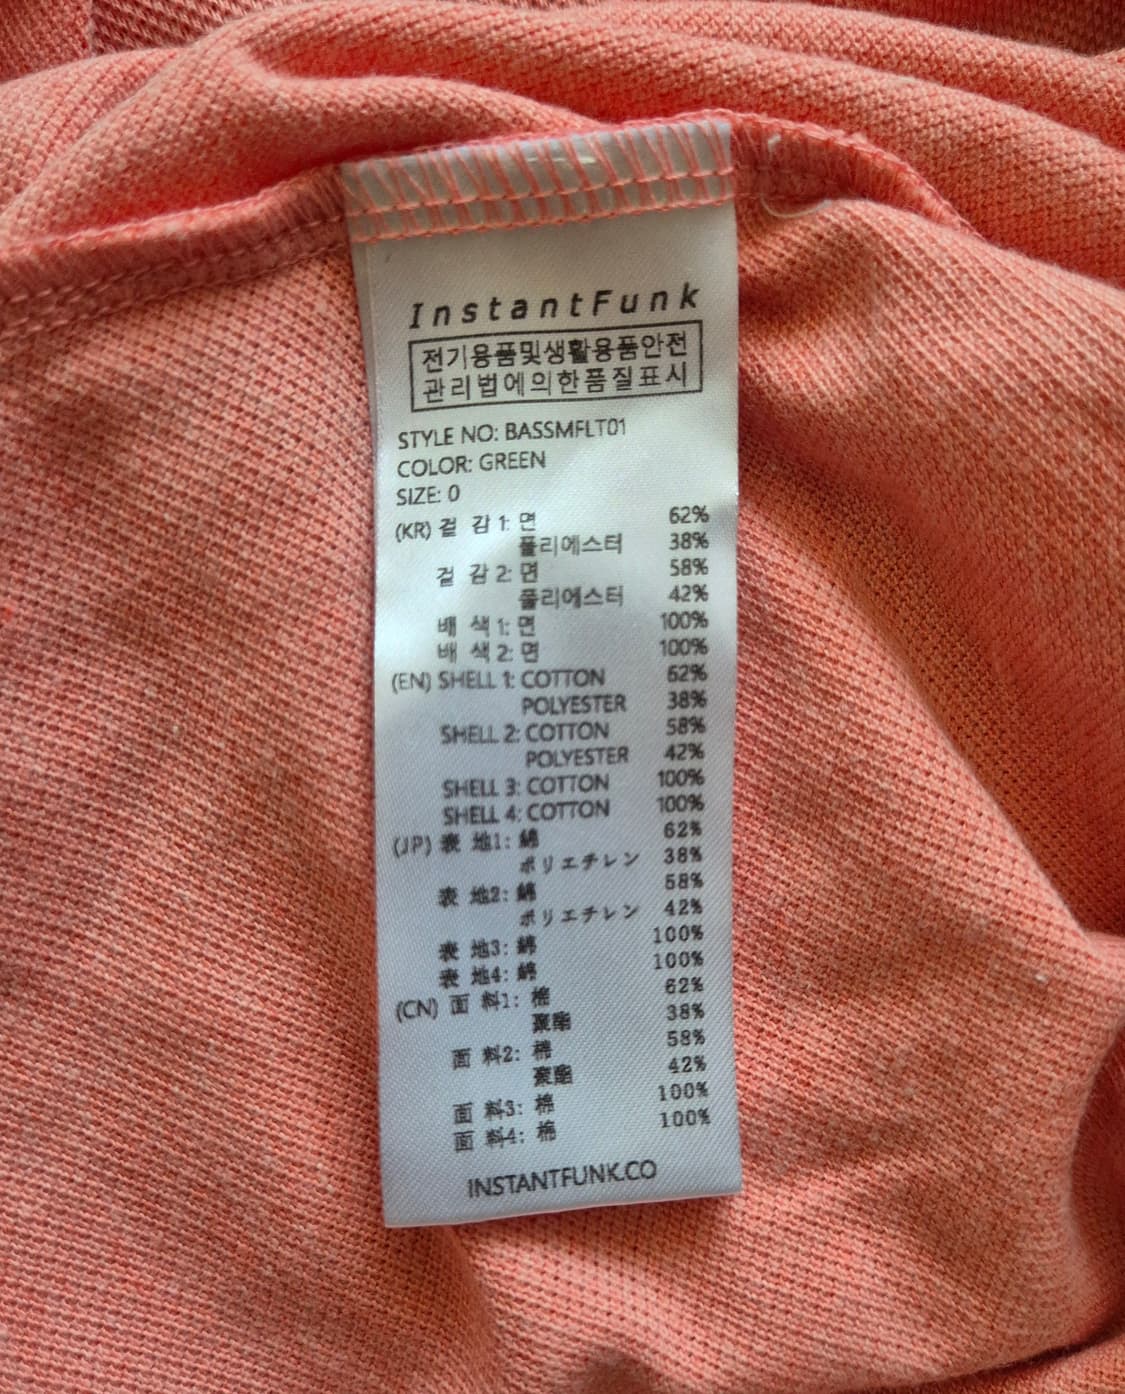 InstantFunk
전기용품및생활용품안전
관리법에의한품질표시
STYLE NO: BASSMFLT01
COLOR: GREEN
SIZE: 0
(KR) 겉 감 1: 면 62%
폴리에스터 38%
겉 감 2: 면 58%
폴리에스터 42%
배 색 1: 면 100%
배 색 2: 면 100%
(EN) SHELL 1: COTTON 62%
POLYESTER 38%
SHELL 2: COTTON 58%
POLYESTER 42%
SHELL 3: COTTON 100%
SHELL 4: COTTON 100%
(JP) 表 地1: 綿 62%
ポリエチレン 38%
表 地2: 綿 58%
ポリエチレン 42%
表 地3: 綿 100%
表 地4: 綿 100%
(CN) 面 料1: 棉 62%
聚酯 38%
面 料2: 棉 58%
聚酯 42%
面 料3: 棉 100%
面 料4: 棉 100%
INSTANTFUNK.CO